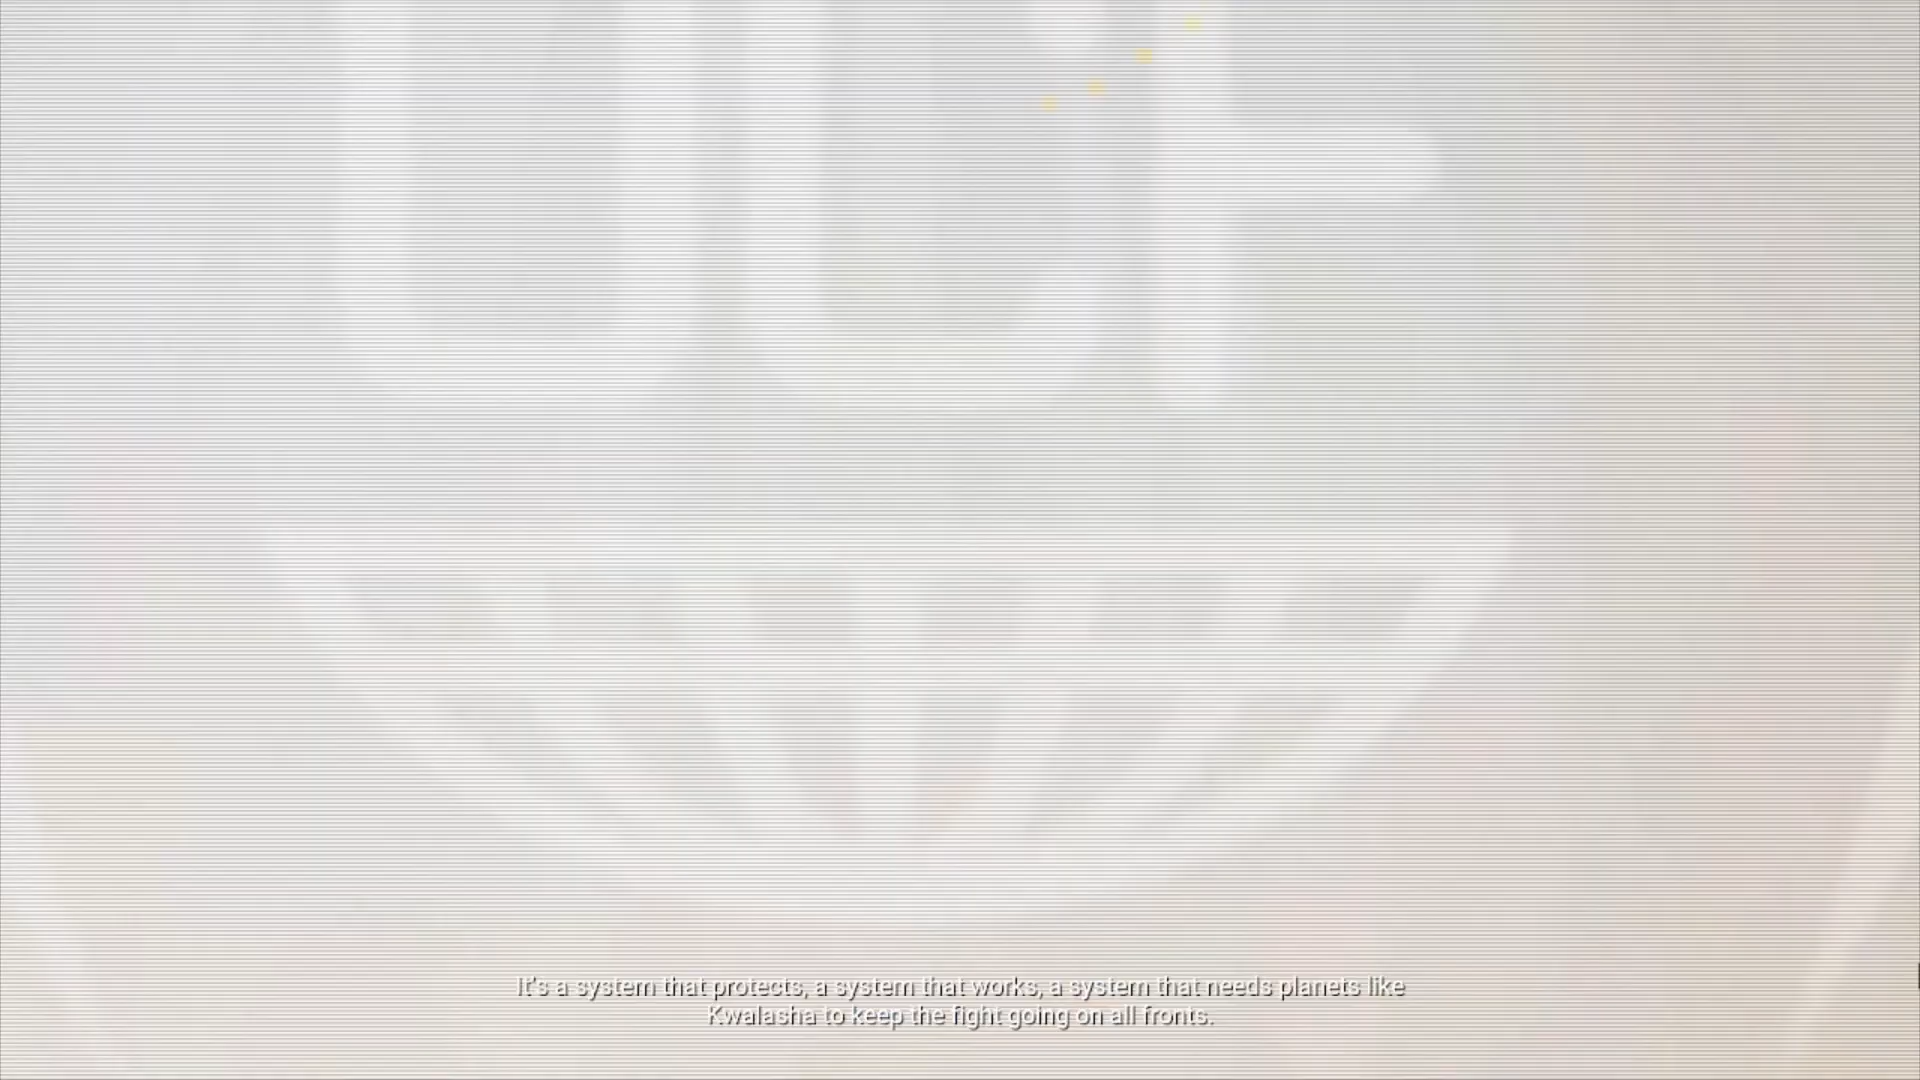 UCF
It's a system that protects, a system that works, a system that needs planets like
Kwalasha to keep the fight going on all fronts.